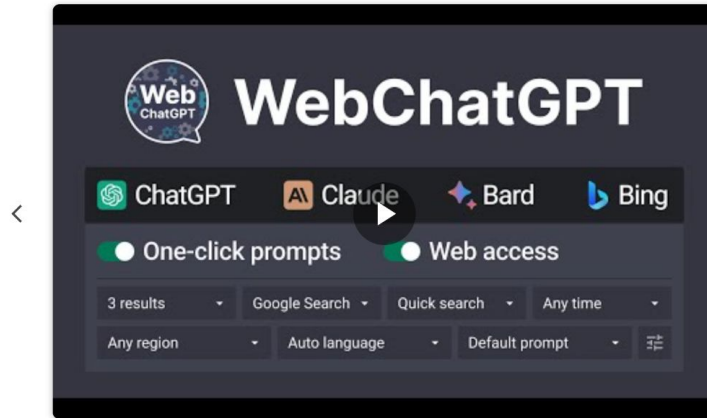 Web
ChatGPT
WebChatGPT
ChatGPT Claude Bard Bing
One-click prompts Web access
3 results Google Search Quick search Any time
Any region Auto language Default prompt